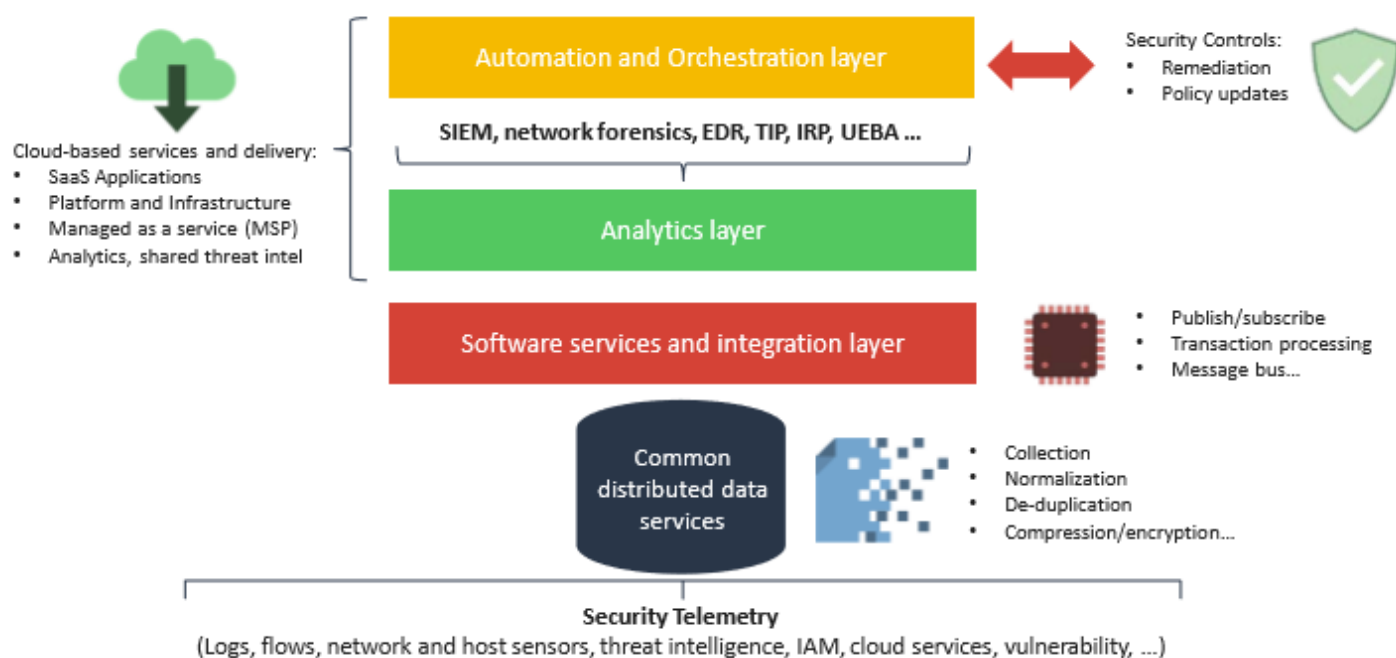 Automation and Orchestration layer
Security Controls:
• Remediation
• Policy updates
SIEM, network forensics, EDR, TIP, IRP, UEBA ...
Cloud-based services and delivery:
• SaaS Applications
• Platform and Infrastructure
• Managed as a service (MSP)
• Analytics, shared threat intel
Analytics layer
Software services and integration layer
• Publish/subscribe
• Transaction processing
• Message bus...
Common
distributed data
services
• Collection
• Normalization
• De-duplication
• Compression/encryption...
Security Telemetry
(Logs, flows, network and host sensors, threat intelligence, IAM, cloud services, vulnerability, ...)